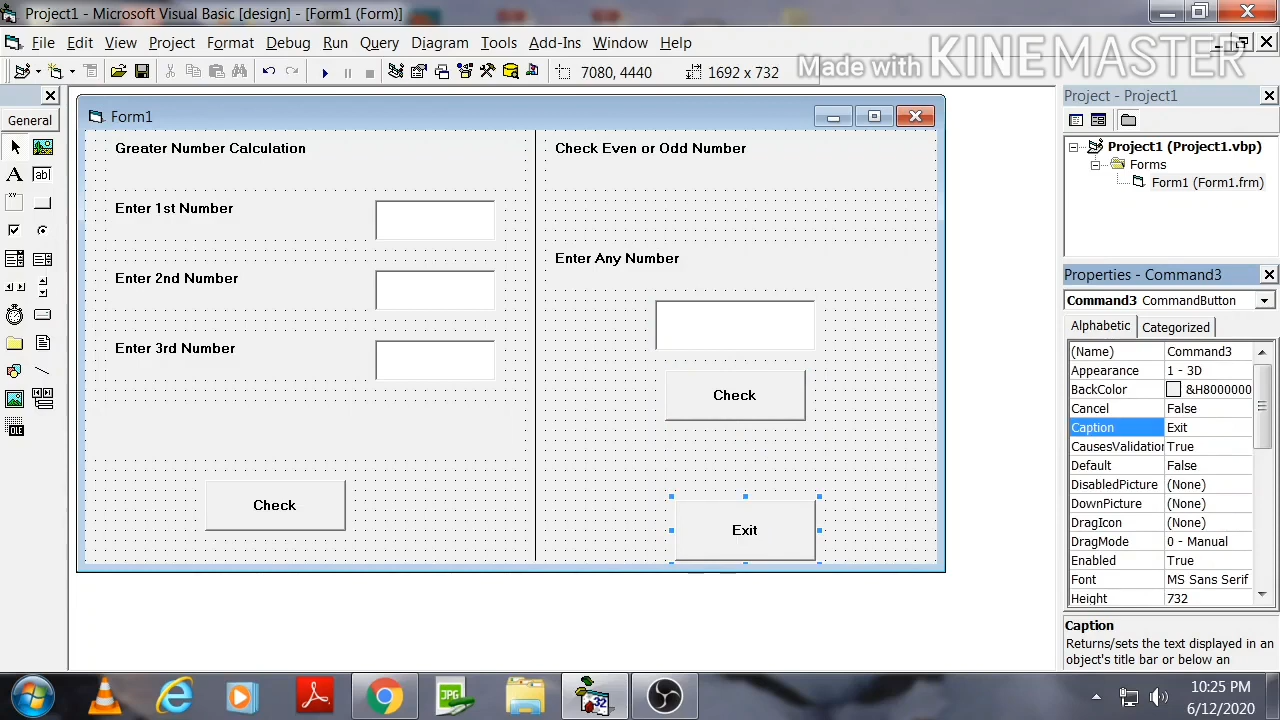 Project1 - Microsoft Visual Basic [design] - [Form1 (Form)]
File Edit View Project Format Debug Run Query Diagram Tools Add-Ins Window Help
7080, 4440 1692 x 732
Made with KINEMASTER
General
Form1
Greater Number Calculation
Enter 1st Number
Enter 2nd Number
Enter 3rd Number
Check
Check Even or Odd Number
Enter Any Number
Check
Exit
Project - Project1
Project1 (Project1.vbp)
Forms
Form1 (Form1.frm)
Properties - Command3
Command3 CommandButton
Alphabetic Categorized
(Name) Command3
Appearance 1 - 3D
BackColor &H8000000
Cancel False
Caption Exit
CausesValidation True
Default False
DisabledPicture (None)
DownPicture (None)
DragIcon (None)
DragMode 0 - Manual
Enabled True
Font MS Sans Serif
Height 732
Caption
Returns/sets the text displayed in an
object's title bar or below an
JPG
32
10:25 PM
6/12/2020